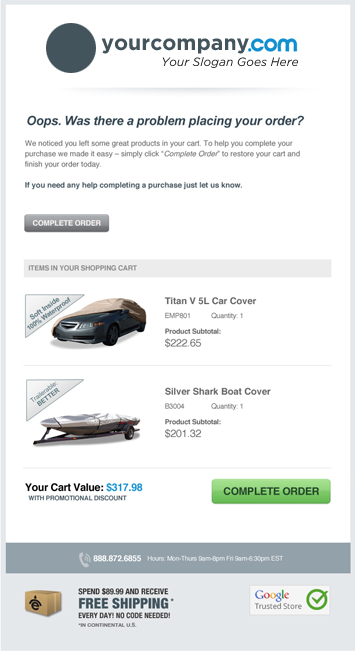 yourcompany.com
Your Slogan Goes Here
Oops. Was there a problem placing your order?
We noticed you left some great products in your cart. To help you complete your
purchase we made it easy – simply click "Complete Order" to restore your cart and
finish your order today.
If you need any help completing a purchase just let us know.
COMPLETE ORDER
ITEMS IN YOUR SHOPPING CART
Soft Inside
100% Waterproof
Titan V 5L Car Cover
EMP801 Quantity: 1
Product Subtotal:
$222.65
Trailerable:
BETTER
Silver Shark Boat Cover
B3004 Quantity: 1
Product Subtotal:
$201.32
Your Cart Value: $317.98
WITH PROMOTIONAL DISCOUNT
COMPLETE ORDER
888.872.6855 Hours: Mon-Thurs 9am-8pm Fri 9am-6:30pm EST
SPEND $89.99 AND RECEIVE
FREE SHIPPING*
EVERY DAY! NO CODE NEEDED!
*IN CONTINENTAL U.S.
Google
Trusted Store